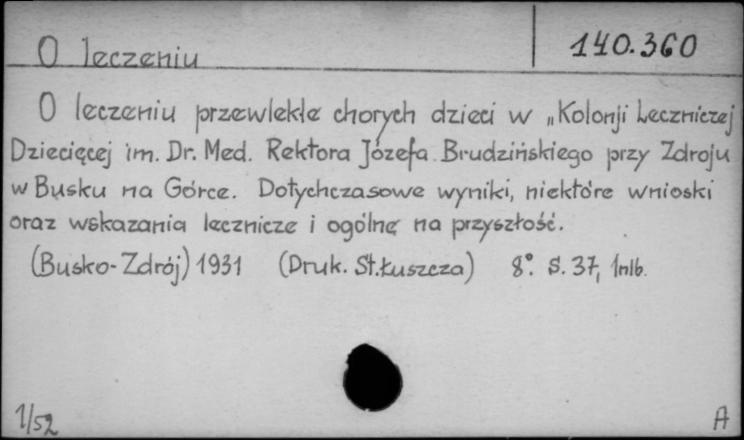 O leczeniu
140.360
O leczeniu przewlekle chorych dzieci w „Kolonji Leczniczej
Dziecięcej im. Dr. Med. Rektora Józefa Brudzińskiego przy Zdroju
w Busku na Górce. Dotychczasowe wyniki, niektóre wnioski
oraz wskazania lecznicze i ogólne na przyszłość.
(Busko-Zdrój) 1931 (Druk. St. Łuszcza) 8°. S. 37, 1nlb.
1/52
A